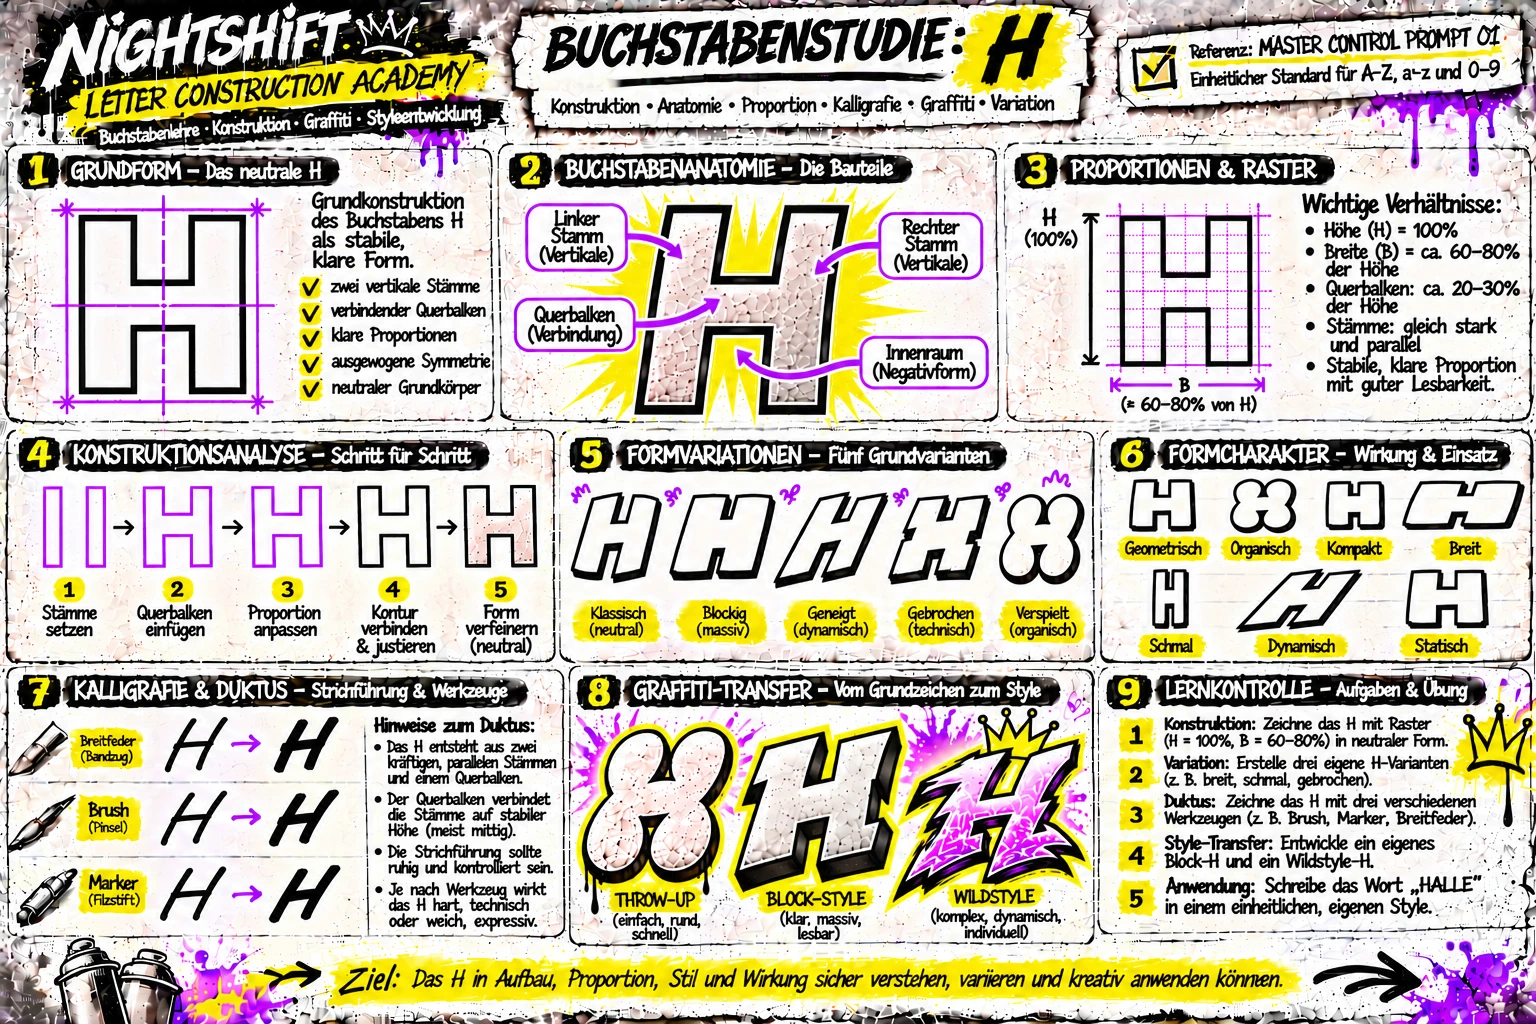 NIGHTSHIFT
LETTER CONSTRUCTION ACADEMY
Buchstabenlehre • Konstruktion • Graffiti • Styleentwicklung
BUCHSTABENSTUDIE: H
Konstruktion • Anatomie • Proportion • Kalligrafie • Graffiti • Variation
Referenz: MASTER CONTROL PROMPT 01
Einheitlicher Standard für A–Z, a–z und 0–9
1 GRUNDFORM – Das neutrale H
H
Grundkonstruktion
des Buchstabens H
als stabile,
klare Form.
zwei vertikale Stämme
verbindender Querbalken
klare Proportionen
ausgewogene Symmetrie
neutraler Grundkörper
2 BUCHSTABENANATOMIE – Die Bauteile
H
Linker
Stamm
(Vertikale)
Rechter
Stamm
(Vertikale)
Querbalken
(Verbindung)
Innenraum
(Negativform)
3 PROPORTIONEN & RASTER
H
(100%)
H
B
(≈ 60–80% von H)
Wichtige Verhältnisse:
• Höhe (H) = 100%
• Breite (B) = ca. 60–80%
der Höhe
• Querbalken: ca. 20–30%
der Höhe
• Stämme: gleich stark
und parallel
• Stabile, klare Proportion
mit guter Lesbarkeit.
4 KONSTRUKTIONSANALYSE – Schritt für Schritt
H H H H
1 2 3 4 5
Stämme
setzen
Querbalken
einfügen
Proportion
anpassen
Kontur
verbinden
& justieren
Form
verfeinern
(neutral)
5 FORMVARIATIONEN – Fünf Grundvarianten
H H H H H
Klassisch
(neutral)
Blockig
(massiv)
Geneigt
(dynamisch)
Gebrochen
(technisch)
Verspielt
(organisch)
6 FORMCHARAKTER – Wirkung & Einsatz
H H H H
Geometrisch Organisch Kompakt Breit
H H H
Schmal Dynamisch Statisch
7 KALLIGRAFIE & DUKTUS – Strichführung & Werkzeuge
Breitfeder
(Bandzug)
H → H
Brush
(Pinsel)
H → H
Marker
(Filzstift)
H → H
Hinweise zum Duktus:
• Das H entsteht aus zwei
kräftigen, parallelen Stämmen
und einem Querbalken.
• Der Querbalken verbindet
die Stämme auf stabiler
Höhe (meist mittig).
• Die Strichführung sollte
ruhig und kontrolliert sein.
• Je nach Werkzeug wirkt
das H hart, technisch
oder weich, expressiv.
8 GRAFFITI-TRANSFER – Vom Grundzeichen zum Style
H H H
THROW-UP
(einfach, rund,
schnell)
BLOCK-STYLE
(klar, massiv,
lesbar)
WILDSTYLE
(komplex, dynamisch,
individuell)
9 LERNKONTROLLE – Aufgaben & Übung
1 Konstruktion: Zeichne das H mit Raster
(H = 100%, B = 60–80%) in neutraler Form.
2 Variation: Erstelle drei eigene H-Varianten
(z. B. breit, schmal, gebrochen).
3 Duktus: Zeichne das H mit drei verschiedenen
Werkzeugen (z. B. Brush, Marker, Breitfeder).
4 Style-Transfer: Entwickle ein eigenes
Block-H und ein Wildstyle-H.
5 Anwendung: Schreibe das Wort „HALLE"
in einem einheitlichen, eigenen Style.
Ziel: Das H in Aufbau, Proportion, Stil und Wirkung sicher verstehen, variieren und kreativ anwenden können.